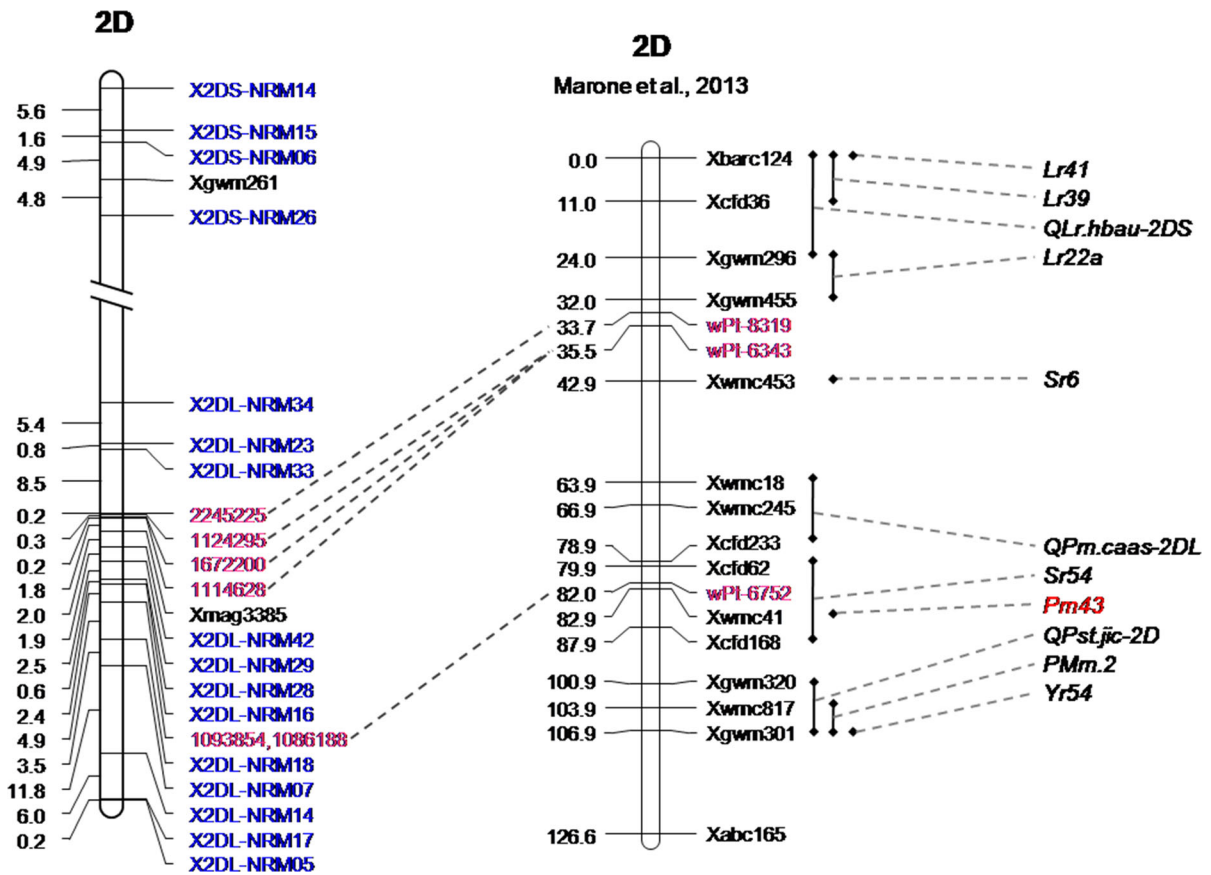 2D
X2DS-NRM14
5.6
X2DS-NRM15
1.6
X2DS-NRM06
4.9
Xgwm261
4.8
X2DS-NRM26
X2DL-NRM34
5.4
X2DL-NRM23
0.8
X2DL-NRM33
8.5
2245225
0.2
1124295
0.3
1672200
0.2
1114628
1.8
Xmag3385
2.0
X2DL-NRM42
1.9
X2DL-NRM29
2.5
X2DL-NRM28
0.6
X2DL-NRM16
2.4
1093854,1086188
4.9
X2DL-NRM18
3.5
X2DL-NRM07
11.8
X2DL-NRM14
6.0
X2DL-NRM17
0.2
X2DL-NRM05
2D
Marone et al., 2013
0.0 Xbarc124
11.0 Xcfd36
24.0 Xgwm296
32.0 Xgwm455
33.7 wPI-8319
35.5 wPI-6343
42.9 Xwmc453
63.9 Xwmc18
66.9 Xwmc245
78.9 Xcfd233
79.9 Xcfd62
82.0 wPI-6752
82.9 Xwmc41
87.9 Xcfd168
100.9 Xgwm320
103.9 Xwmc817
106.9 Xgwm301
126.6 Xabc165
Lr41
Lr39
QLr.hbau-2DS
Lr22a
Sr6
QPm.caas-2DL
Sr54
Pm43
QPst.jic-2D
PMm.2
Yr54